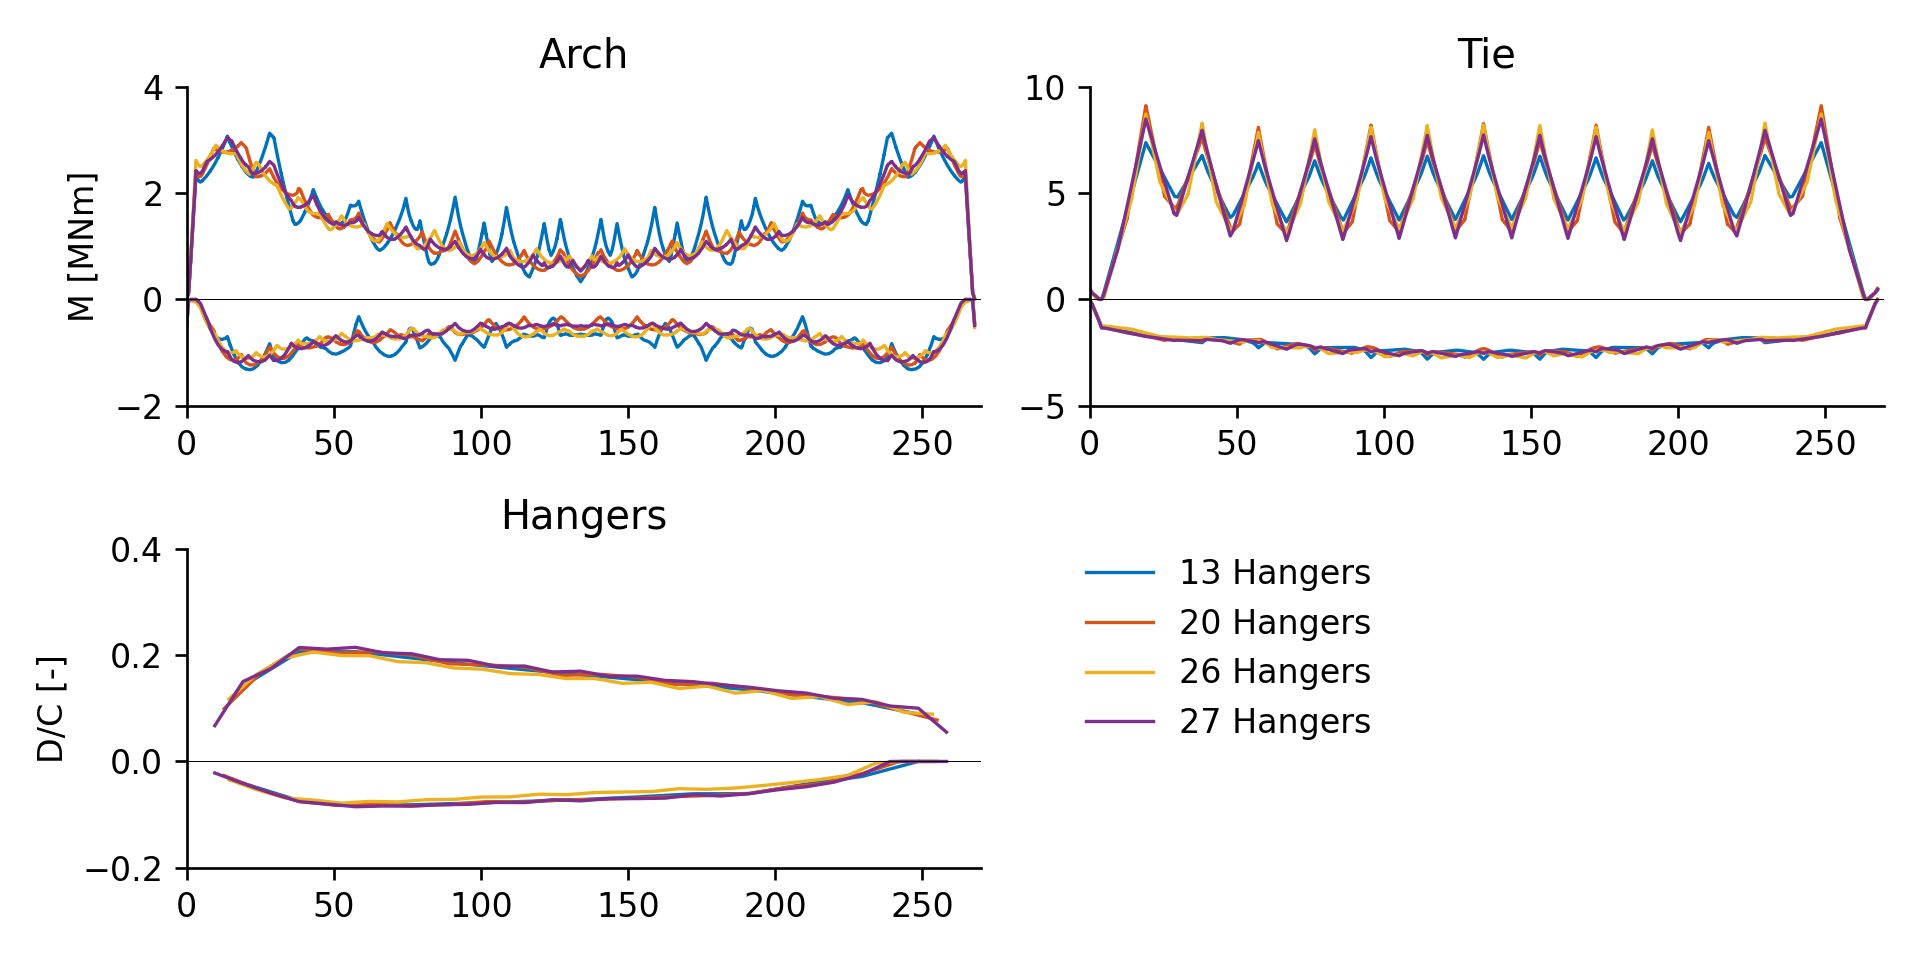 Arch
4
2
0
−2
M [MNm]
0 50 100 150 200 250
Tie
10
5
0
−5
0 50 100 150 200 250
Hangers
0.4
0.2
0.0
−0.2
D/C [-]
0 50 100 150 200 250
13 Hangers
20 Hangers
26 Hangers
27 Hangers